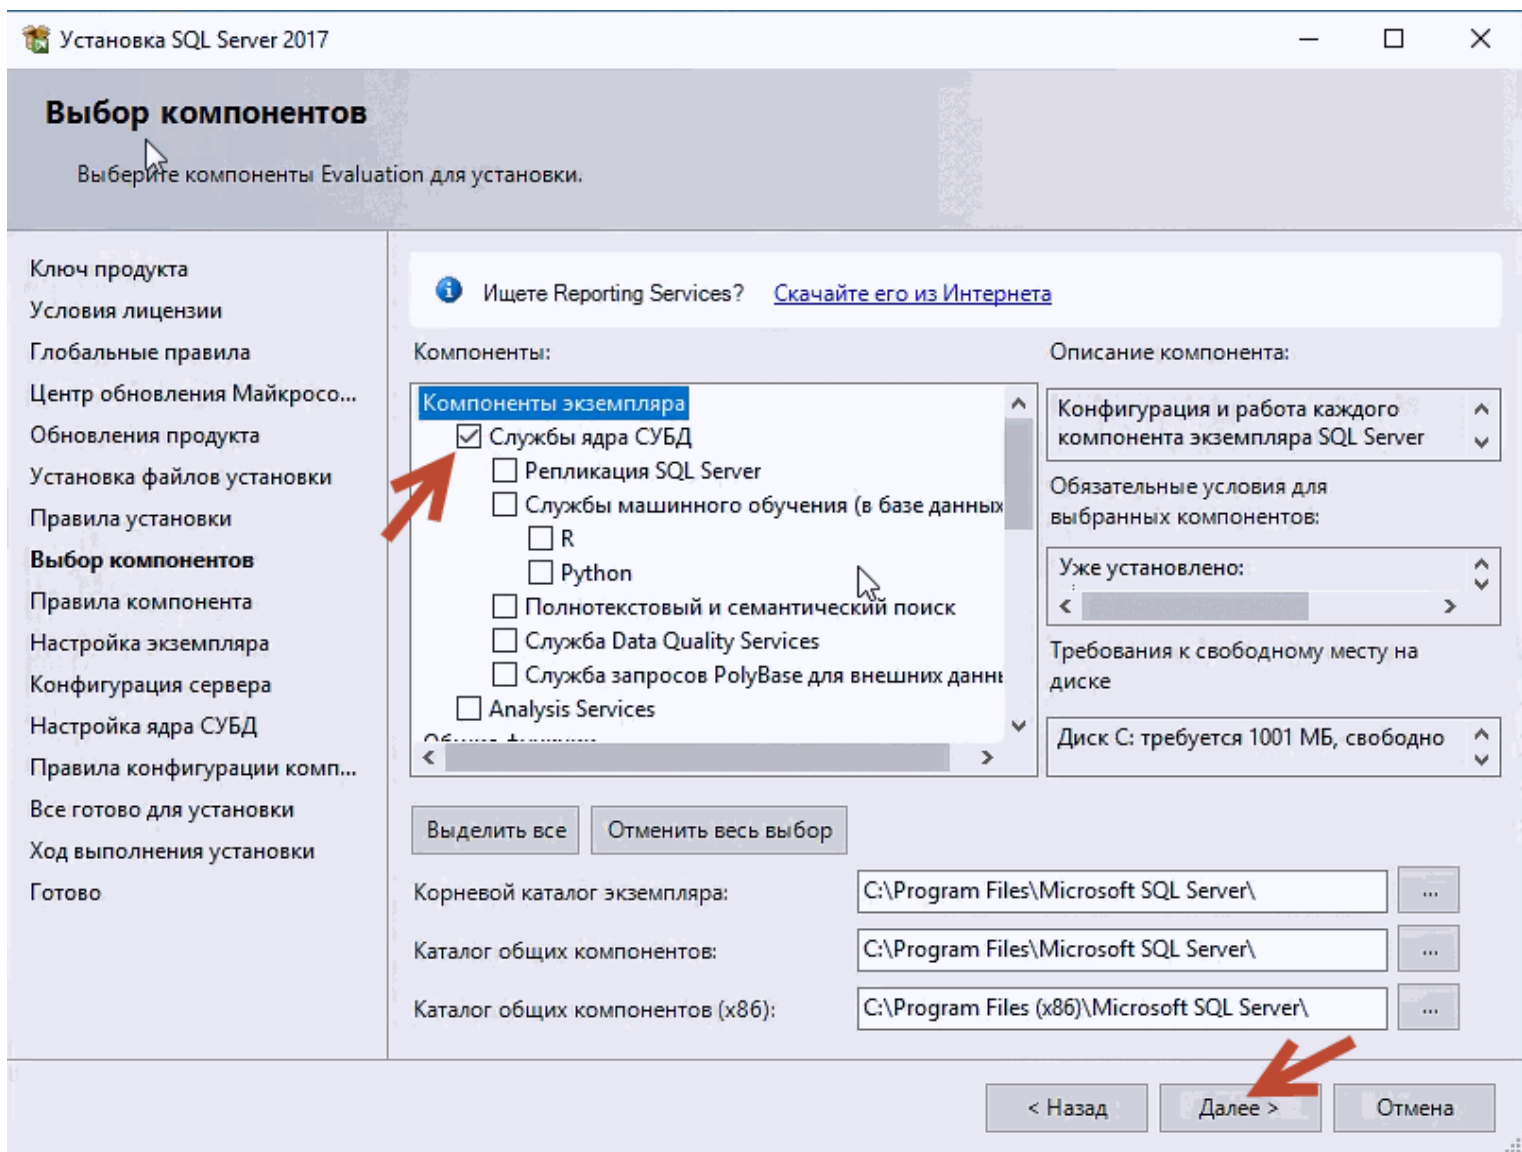 Установка SQL Server 2017
Выбор компонентов
Выберите компоненты Evaluation для установки.
Ключ продукта
Условия лицензии
Глобальные правила
Центр обновления Майкросо...
Обновления продукта
Установка файлов установки
Правила установки
Выбор компонентов
Правила компонента
Настройка экземпляра
Конфигурация сервера
Настройка ядра СУБД
Правила конфигурации комп...
Все готово для установки
Ход выполнения установки
Готово
Ищете Reporting Services? Скачайте его из Интернета
Компоненты:
Компоненты экземпляра
Службы ядра СУБД
Репликация SQL Server
Службы машинного обучения (в базе данных
R
Python
Полнотекстовый и семантический поиск
Служба Data Quality Services
Служба запросов PolyBase для внешних
Analysis Services
Описание компонента:
Конфигурация и работа каждого
компонента экземпляра SQL Server
Обязательные условия для
выбранных компонентов:
Уже установлено:
Требования к свободному месту на
диске
Диск C: требуется 1001 МБ, свободно
Выделить все
Отменить весь выбор
Корневой каталог экземпляра:
C:\Program Files\Microsoft SQL Server\
...
Каталог общих компонентов:
C:\Program Files\Microsoft SQL Server\
...
Каталог общих компонентов (x86):
C:\Program Files (x86)\Microsoft SQL Server\
...
< Назад
Далее >
Отмена